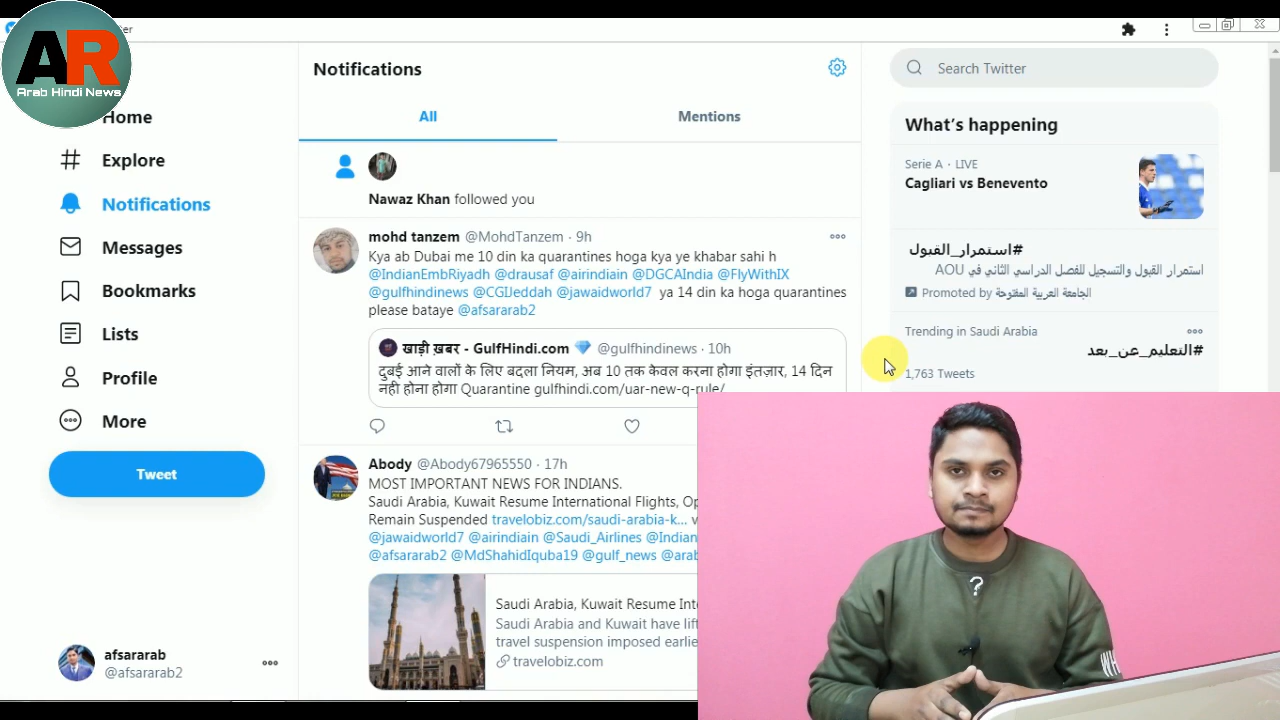 AR
Arab Hindi News
Home
Explore
Notifications
Messages
Bookmarks
Lists
Profile
More
Tweet
afsararab
@afsararab2
Notifications
All
Mentions
Nawaz Khan followed you
mohd tanzem @MohdTanzem · 9h
Kya ab Dubai me 10 din ka quarantines hoga kya ye khabar sahi h
@IndianEmbRiyadh @drausaf @airindiain @DGCAIndia @FlyWithIX
@gulfhindinews @CGIJeddah @jawaidworld7 ya 14 din ka hoga quarantines
please bataye @afsararab2
खाड़ी ख़बर - GulfHindi.com 💎 @gulfhindinews · 10h
दुबई आने वालों के लिए बदला नियम, अब 10 तक केवल करना होगा इंतज़ार, 14 दिन
नही होना होगा Quarantine gulfhindi.com/uar-new-q-rule/
Abody @Abody67965550 · 17h
MOST IMPORTANT NEWS FOR INDIANS.
Saudi Arabia, Kuwait Resume International Flights, Op
Remain Suspended travelobiz.com/saudi-arabia-k... v
@jawaidworld7 @airindiain @Saudi_Airlines @Indian
@afsararab2 @MdShahidIquba19 @gulf_news @arab
Saudi Arabia, Kuwait Resume Inte
Saudi Arabia and Kuwait have lift
travel suspension imposed earlie
travelobiz.com
Search Twitter
What's happening
Serie A · LIVE
Cagliari vs Benevento
#استمرار_القبول
استمرار القبول والتسجيل للفصل الدراسي الثاني في AOU
Promoted by الجامعة العربية المفتوحة
Trending in Saudi Arabia
#التعليم_عن_بعد
1,763 Tweets
?